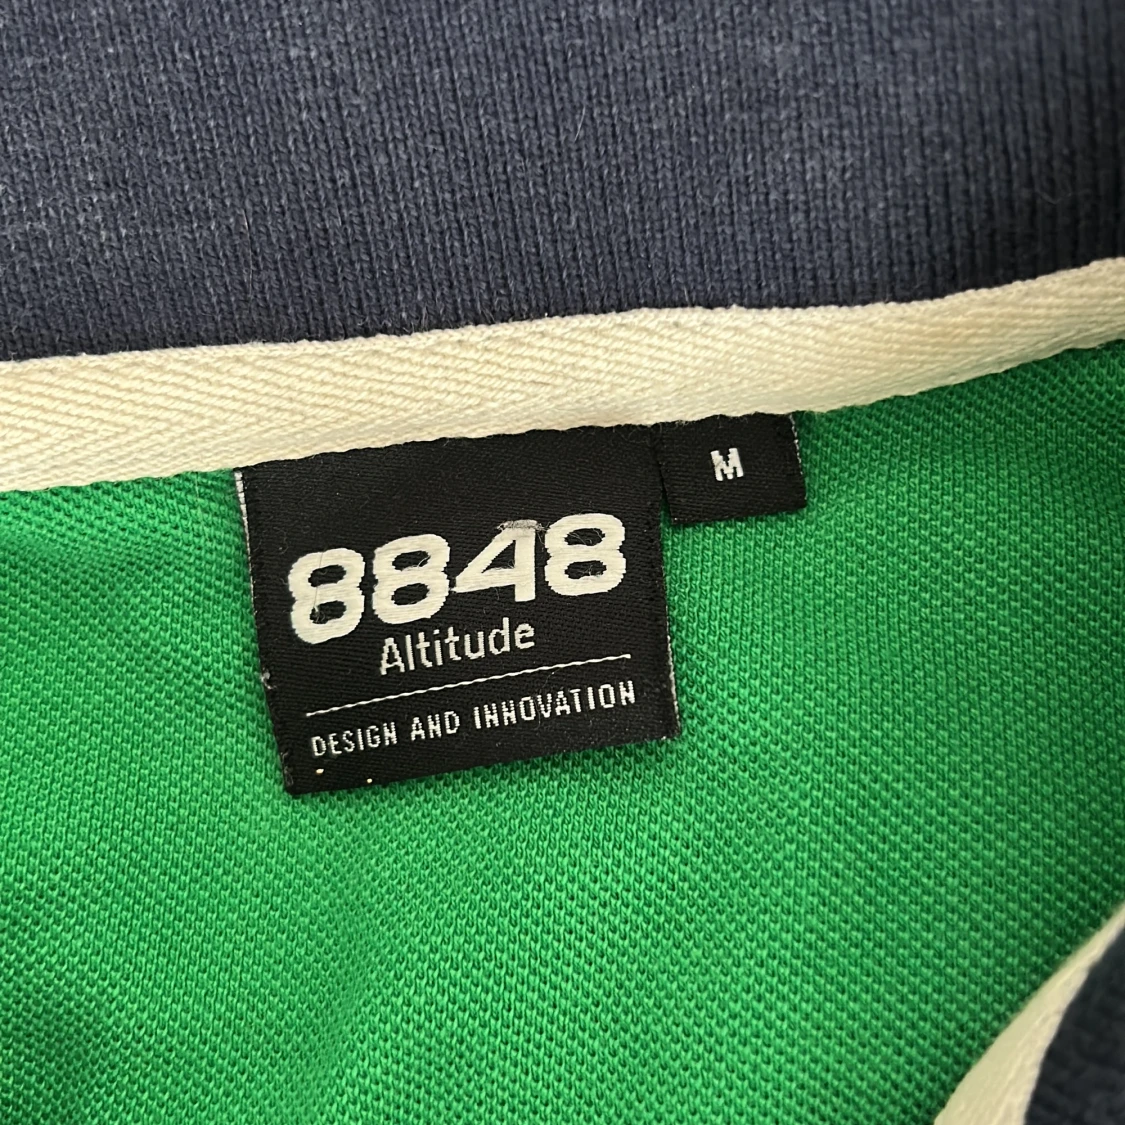 M
8848
Altitude
DESIGN AND INNOVATION